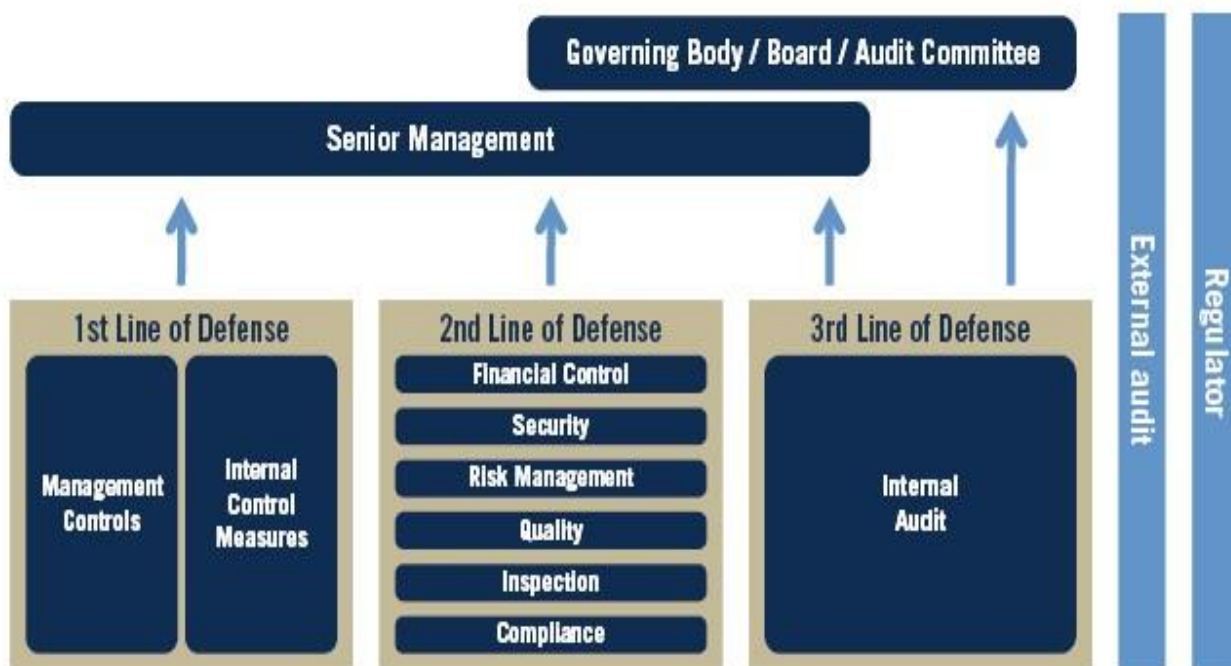 Governing Body / Board / Audit Committee
Senior Management
1st Line of Defense
Management
Controls
Internal
Control
Measures
2nd Line of Defense
Financial Control
Security
Risk Management
Quality
Inspection
Compliance
3rd Line of Defense
Internal
Audit
External audit
Regulator